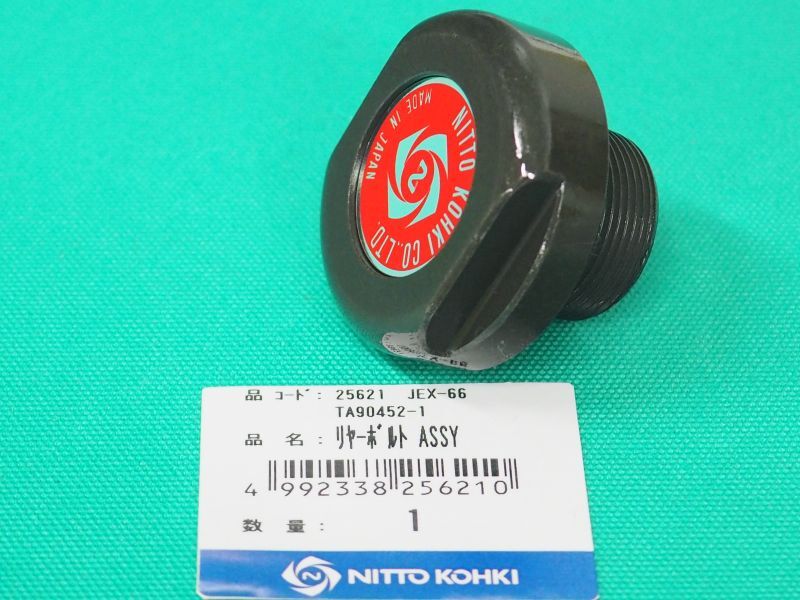 NITTO KOHKI CO.,LTD.
MADE IN JAPAN
品 コード: 25621 JEX-66
TA90452-1
品 名: リヤーボルト ASSY
4 992338 256210
数 量: 1
NITTO KOHKI